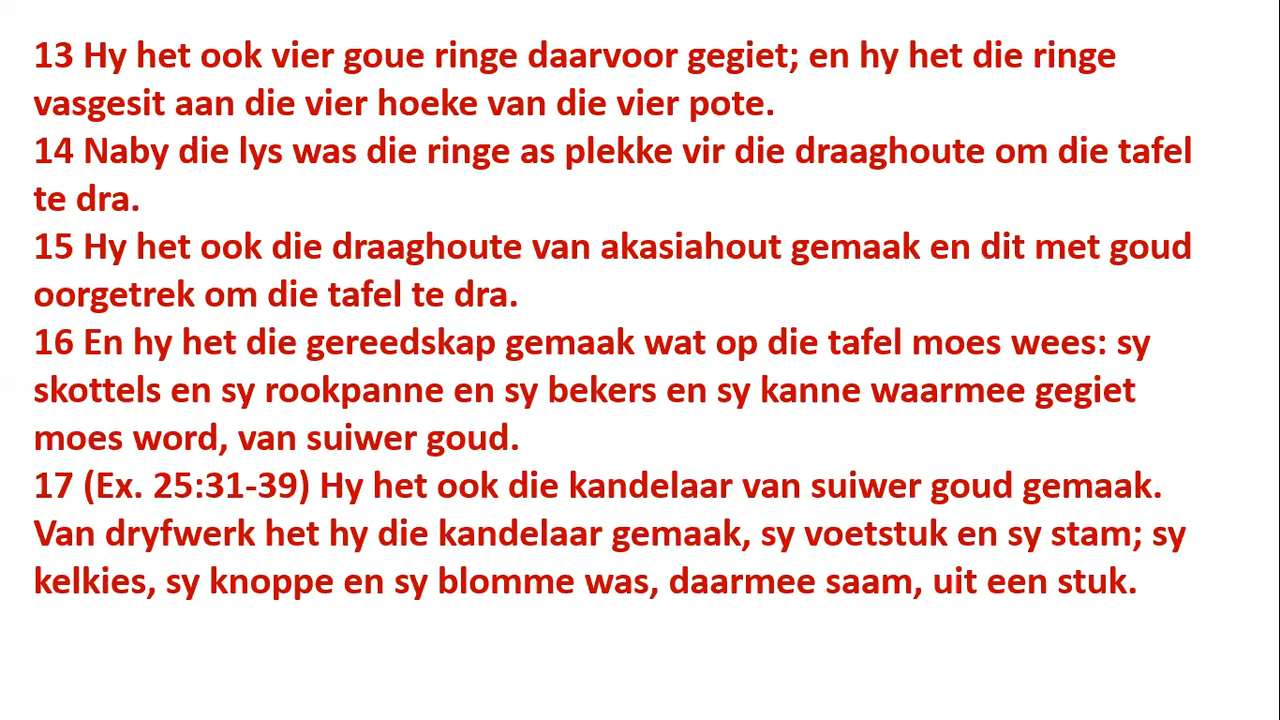 13 Hy het ook vier goue ringe daarvoor gegiet; en hy het die ringe
vasgesit aan die vier hoeke van die vier pote.
14 Naby die lys was die ringe as plekke vir die draaghoute om die tafel
te dra.
15 Hy het ook die draaghoute van akasiahout gemaak en dit met goud
oorgetrek om die tafel te dra.
16 En hy het die gereedskap gemaak wat op die tafel moes wees: sy
skottels en sy rookpanne en sy bekers en sy kanne waarmee gegiet
moes word, van suiwer goud.
17 (Ex. 25:31-39) Hy het ook die kandelaar van suiwer goud gemaak.
Van dryfwerk het hy die kandelaar gemaak, sy voetstuk en sy stam; sy
kelkies, sy knoppe en sy blomme was, daarmee saam, uit een stuk.